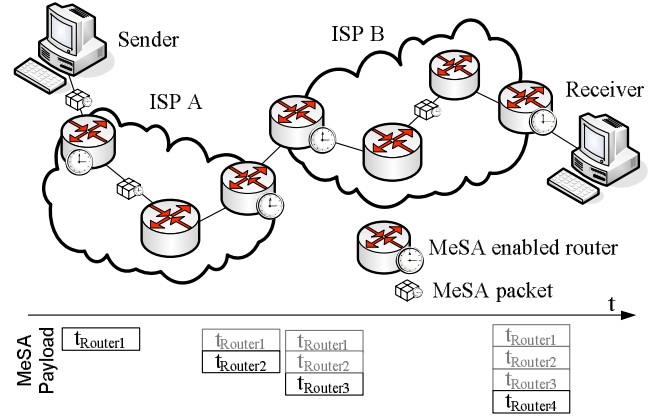 Sender
ISP B
ISP A
Receiver
MeSA enabled router
MeSA packet
t
MeSA
Payload
tRouter1
tRouter1
tRouter2
tRouter1
tRouter2
tRouter3
tRouter1
tRouter2
tRouter3
tRouter4